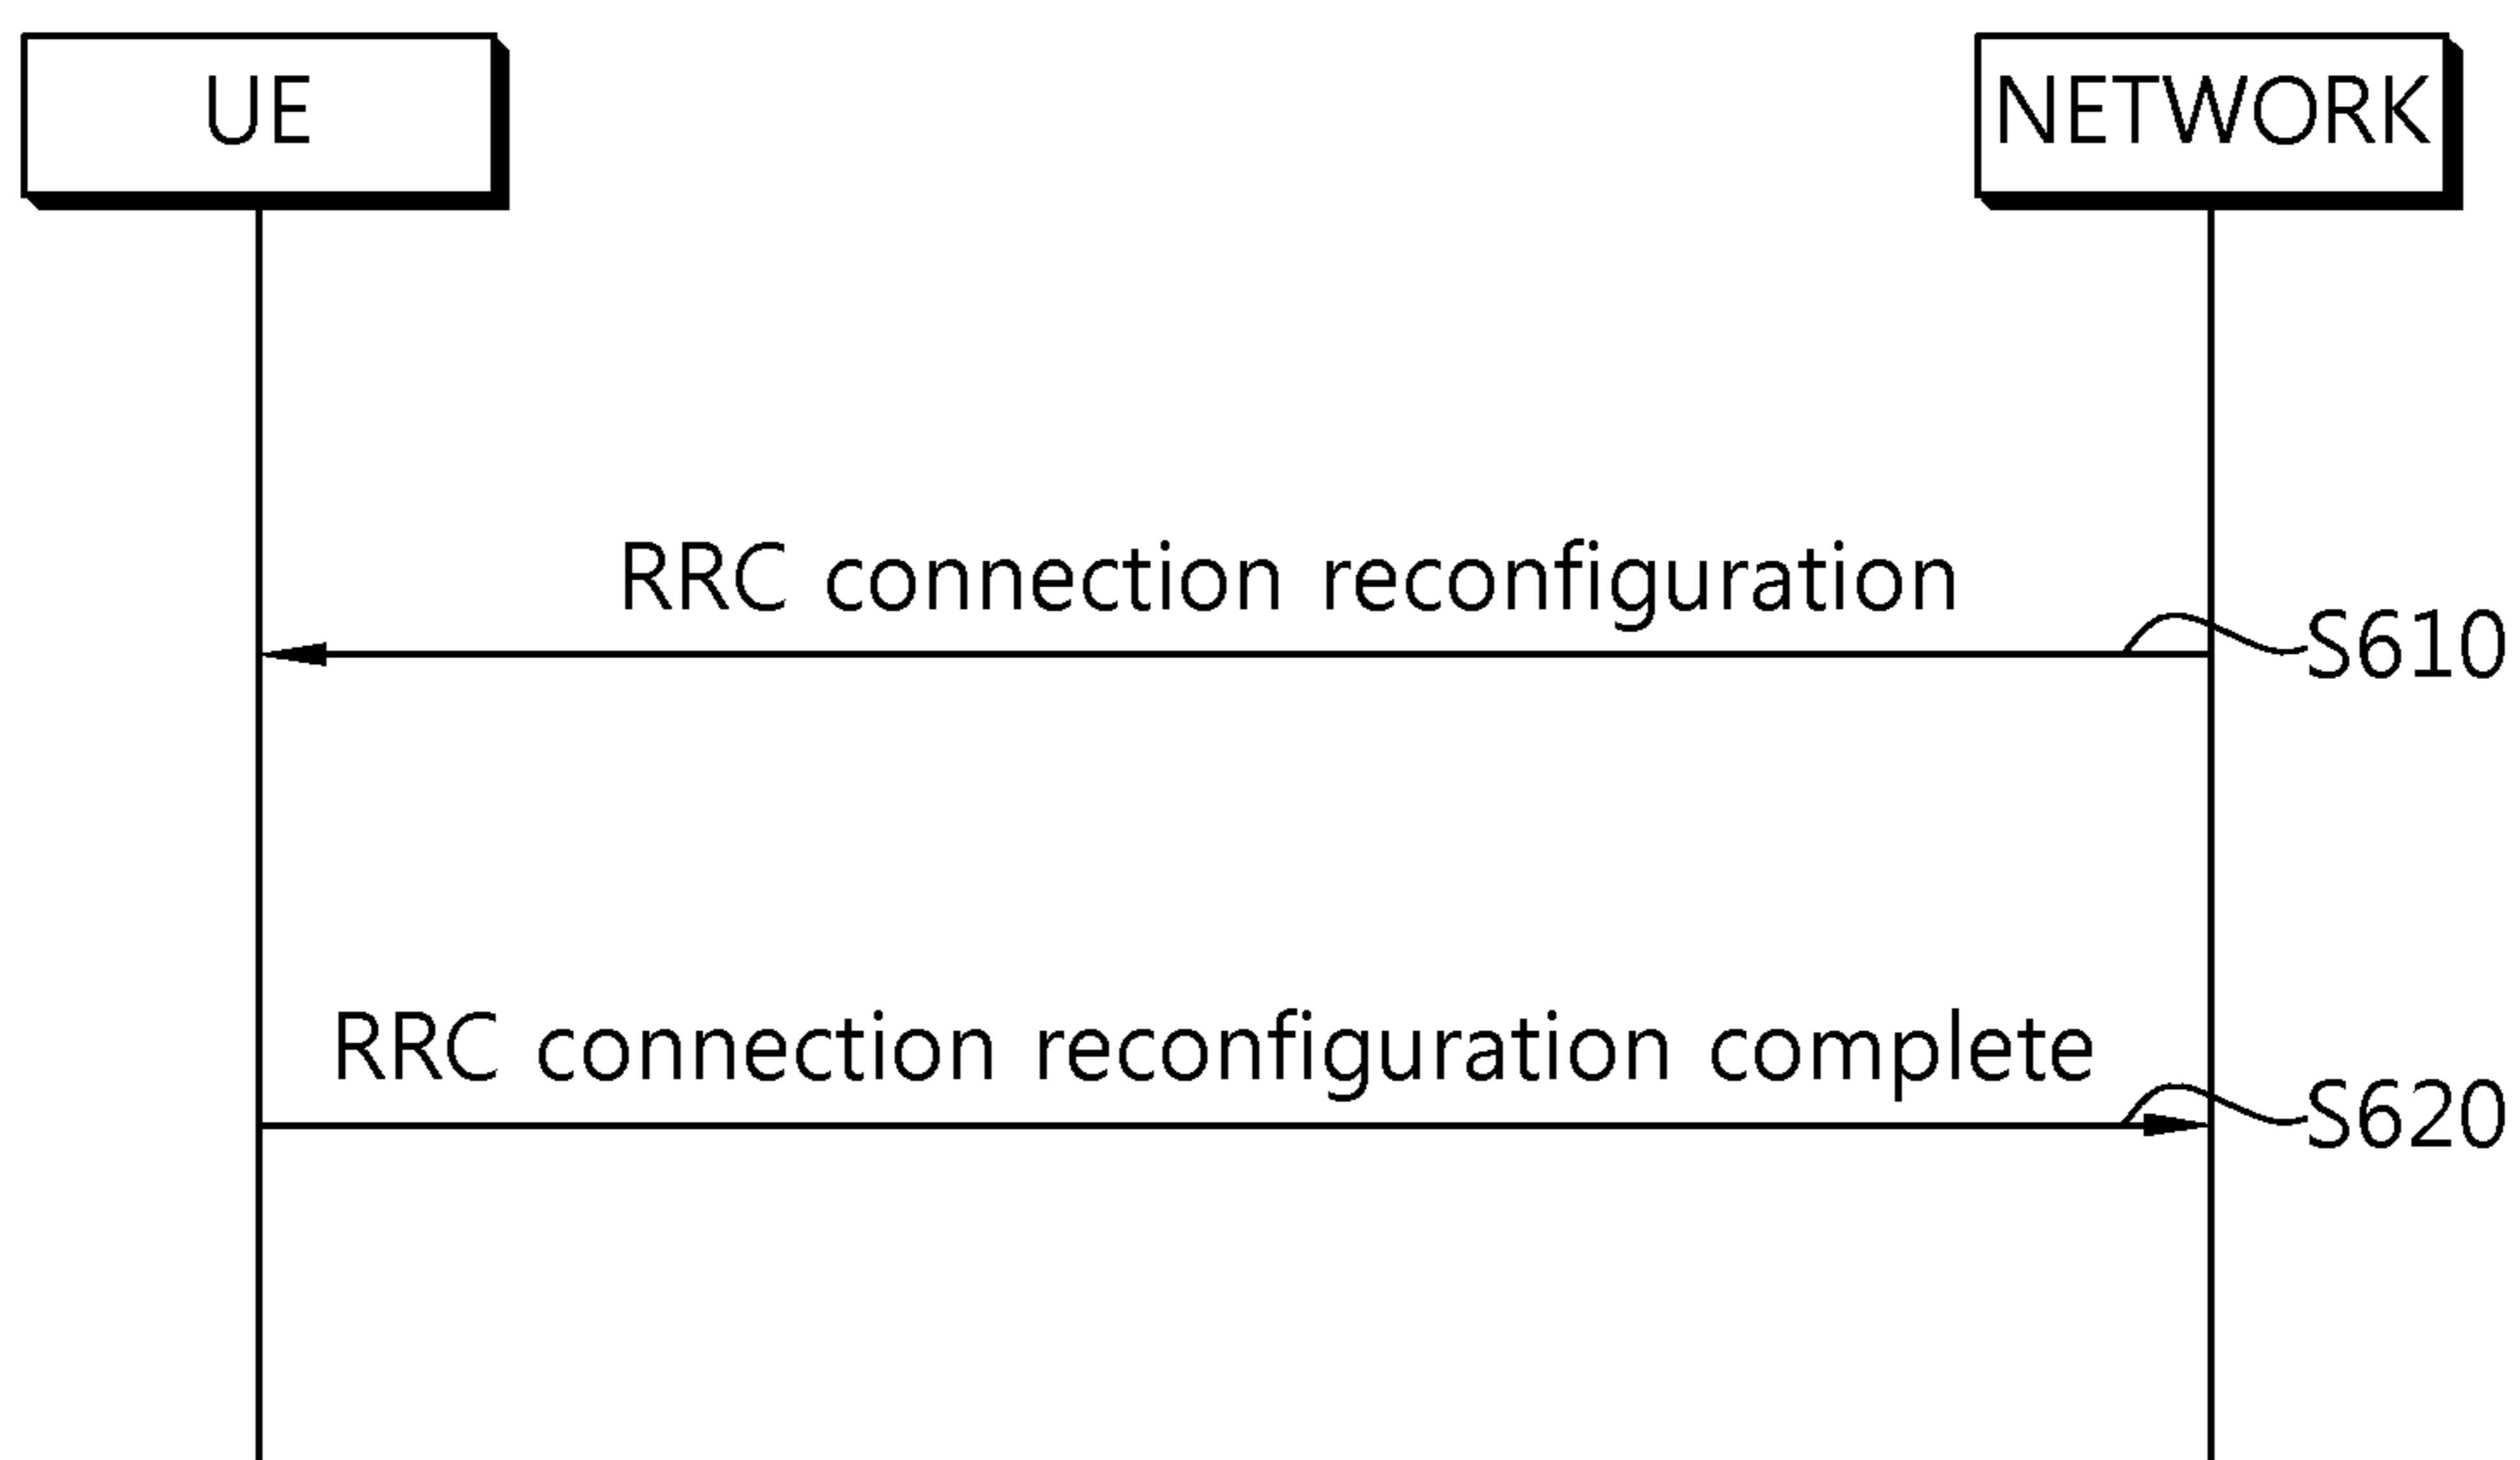 UE
NETWORK
RRC connection reconfiguration
S610
RRC connection reconfiguration complete
S620